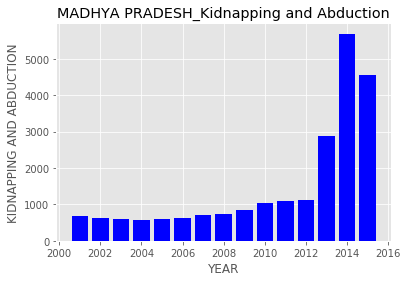 MADHYA PRADESH_Kidnapping and Abduction
KIDNAPPING AND ABDUCTION
5000
4000
3000
2000
1000
0
2000 2002 2004 2006 2008 2010 2012 2014 2016
YEAR